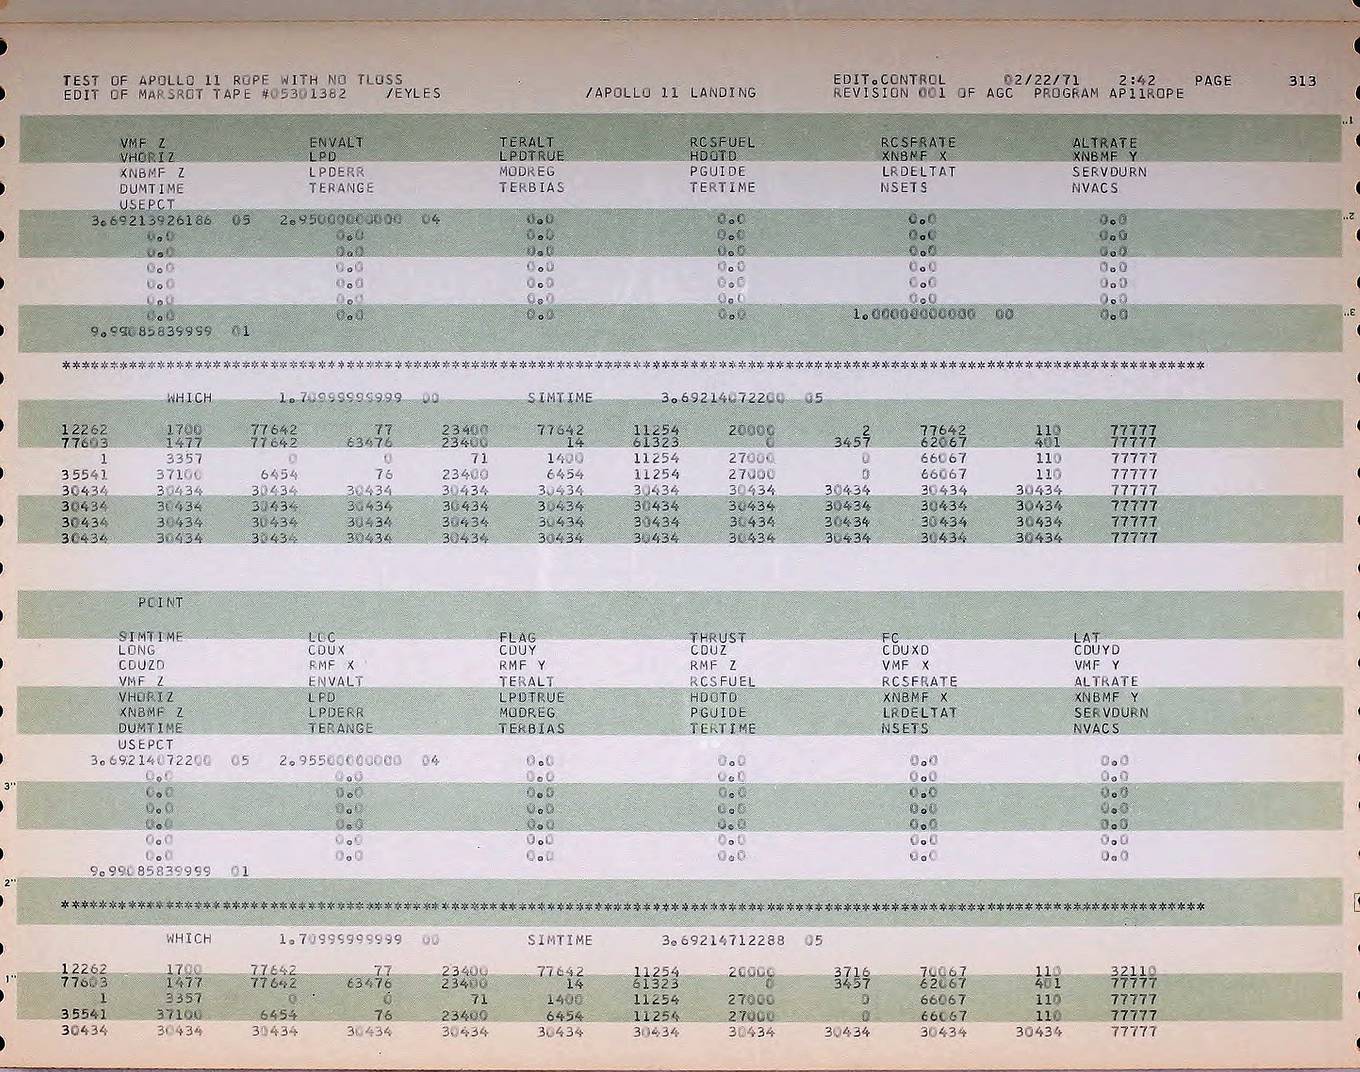 TEST OF APOLLO 11 ROPE WITH NO TLOSS EDIT.CONTROL 02/22/71 2:42 PAGE 313
EDIT OF MARSROT TAPE #05301382 /EYLES /APOLLO 11 LANDING REVISION 001 OF AGC PROGRAM AP11ROPE
VMF Z ENVALT TERALT RCSFUEL RCSFRATE ALTRATE
VHORIZ LPD LPDTRUE HDOTD XNBMF X XNBMF Y
XNBMF Z LPDERR MODREG PGUIDE LRDELTAT SERVDURN
DUMTIME TERANGE TERBIAS TERTIME NSETS NVACS
USEPCT
3.69213926186 05 2.95000000000 04 0.0 0.0 0.0 0.0
0.0 0.0 0.0 0.0 0.0 0.0
0.0 0.0 0.0 0.0 0.0 0.0
0.0 0.0 0.0 0.0 0.0 0.0
0.0 0.0 0.0 0.0 0.0 0.0
0.0 0.0 0.0 0.0 0.0 0.0
0.0 0.0 0.0 0.0 1.00000000000 00 0.0
9.99085839999 01
************************************************************************************************************************
WHICH 1.70999999999 00 SIMTIME 3.69214072200 05
12262 1700 77642 77 23400 77642 11254 20000 2 77642 110 77777
77603 1477 77642 63476 23400 14 61323 0 3457 62067 401 77777
1 3357 0 0 71 1400 11254 27000 0 66067 110 77777
35541 37100 6454 76 23400 6454 11254 27000 0 66067 110 77777
30434 30434 30434 30434 30434 30434 30434 30434 30434 30434 30434 77777
30434 30434 30434 30434 30434 30434 30434 30434 30434 30434 30434 77777
30434 30434 30434 30434 30434 30434 30434 30434 30434 30434 30434 77777
30434 30434 30434 30434 30434 30434 30434 30434 30434 30434 30434 77777
POINT
SIMTIME LOC FLAG THRUST FC LAT
LONG CDUX CDUY CDUZ CDUXD CDUYD
CDUZD RMF X RMF Y RMF Z VMF X VMF Y
VMF Z ENVALT TERALT RCSFUEL RCSFRATE ALTRATE
VHORIZ LPD LPDTRUE HDOTD XNBMF X XNBMF Y
XNBMF Z LPDERR MODREG PGUIDE LRDELTAT SERVDURN
DUMTIME TERANGE TERBIAS TERTIME NSETS NVACS
USEPCT
3.69214072200 05 2.95500000000 04 0.0 0.0 0.0 0.0
0.0 0.0 0.0 0.0 0.0 0.0
0.0 0.0 0.0 0.0 0.0 0.0
0.0 0.0 0.0 0.0 0.0 0.0
0.0 0.0 0.0 0.0 0.0 0.0
0.0 0.0 0.0 0.0 0.0 0.0
0.0 0.0 0.0 0.0 0.0 0.0
9.99085839999 01
************************************************************************************************************************
WHICH 1.70999999999 00 SIMTIME 3.69214712288 05
12262 1700 77642 77 23400 77642 11254 20000 3716 70067 110 32110
77603 1477 77642 63476 23400 14 61323 0 3457 62067 401 77777
1 3357 0 0 71 1400 11254 27000 0 66067 110 77777
35541 37100 6454 76 23400 6454 11254 27000 0 66067 110 77777
30434 30434 30434 30434 30434 30434 30434 30434 30434 30434 30434 77777
3"
2"
1"